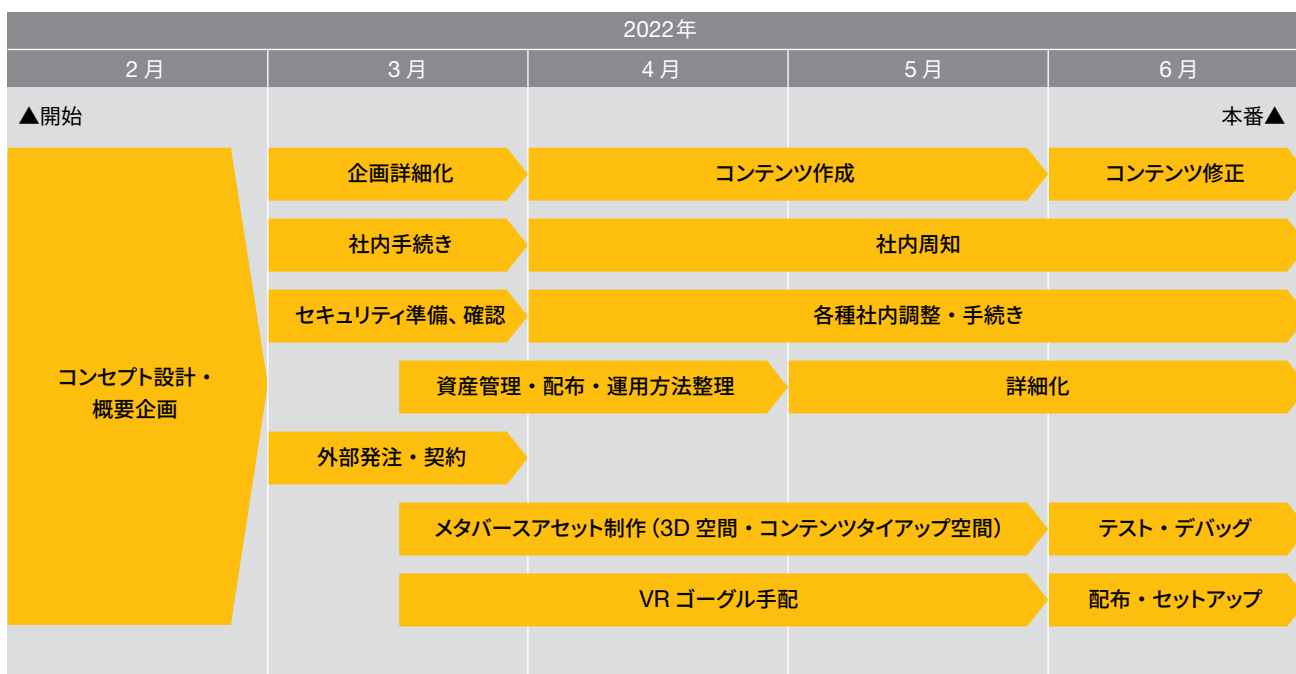 2022年
2月
3月
4月
5月
6月
▲開始
本番▲
企画詳細化
コンテンツ作成
コンテンツ修正
社内手続き
社内周知
セキュリティ準備、確認
各種社内調整・手続き
コンセプト設計・
概要企画
資産管理・配布・運用方法整理
詳細化
外部発注・契約
メタバースアセット制作(3D 空間・コンテンツタイアップ空間)
テスト・デバッグ
VR ゴーグル手配
配布・セットアップ